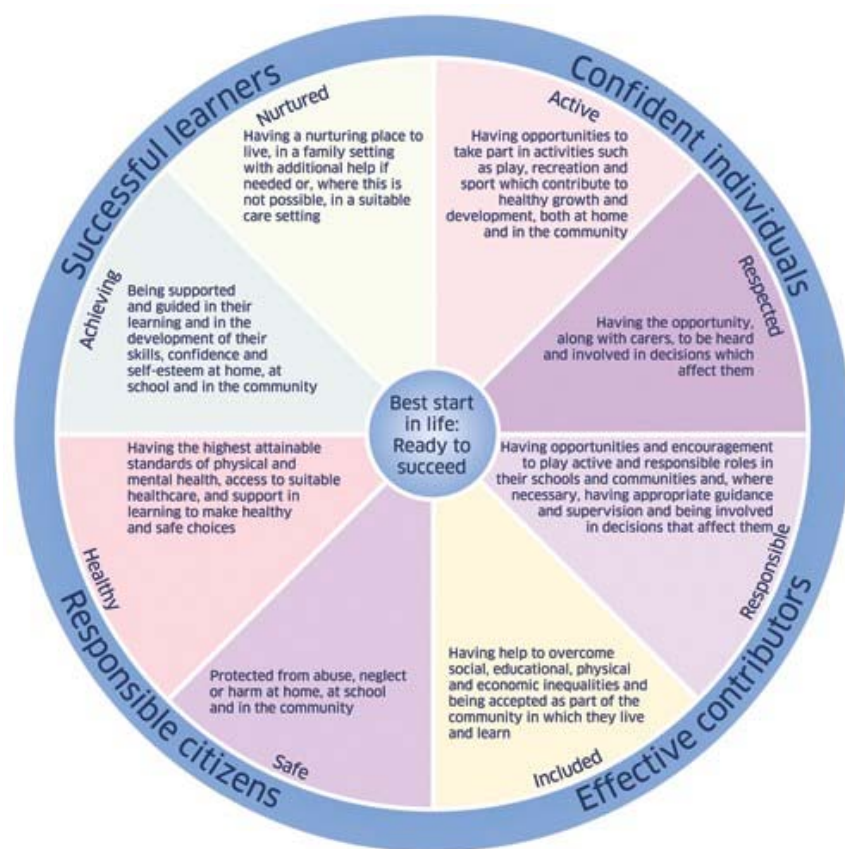 Successful learners
Confident individuals
Nurtured
Having a nurturing place to
live, in a family setting
with additional help if
needed or, where this is
not possible, in a suitable
care setting
Active
Having opportunities to
take part in activities such
as play, recreation and
sport which contribute to
healthy growth and
development, both at home
and in the community
Achieving
Being supported
and guided in their
learning and in the
development of their
skills, confidence and
self-esteem at home, at
school and in the community
Respected
Having the opportunity,
along with carers, to be heard
and involved in decisions which
affect them
Best start
in life:
Ready to
succeed
Healthy
Having the highest attainable
standards of physical and
mental health, access to suitable
healthcare, and support in
learning to make healthy
and safe choices
Responsible
Having opportunities and encouragement
to play active and responsible roles in
their schools and communities and, where
necessary, having appropriate guidance
and supervision and being involved
in decisions that affect them
Safe
Protected from abuse, neglect
or harm at home, at school
and in the community
Included
Having help to overcome
social, educational, physical
and economic inequalities and
being accepted as part of the
community in which they live
and learn
Responsible citizens
Effective contributors